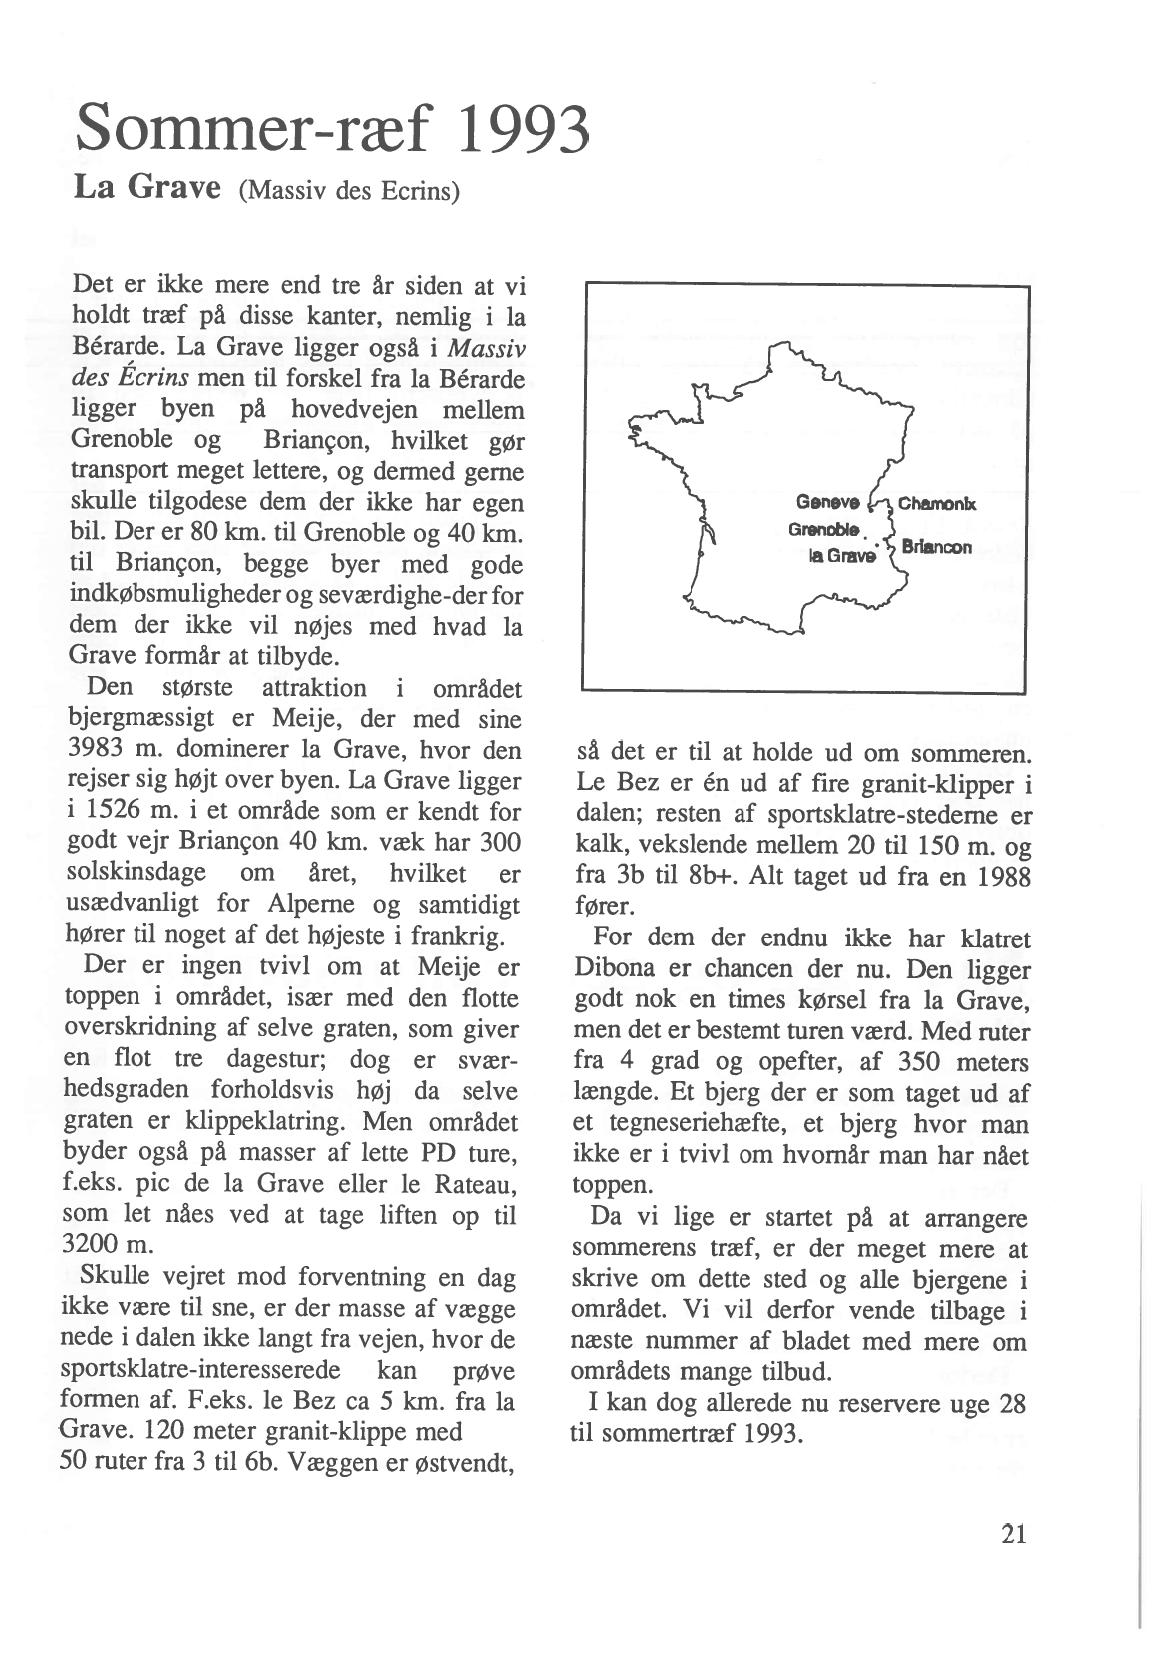 Sommer-ræf 1993
La Grave (Massiv des Ecrins)
Det er ikke mere end tre år siden at vi
holdt træf på disse kanter, nemlig i la
Bérarde. La Grave ligger også i Massiv
des Écrins men til forskel fra la Bérarde
ligger byen på hovedvejen mellem
Grenoble og Briançon, hvilket gør
transport meget lettere, og dermed gerne
skulle tilgodese dem der ikke har egen
bil. Der er 80 km. til Grenoble og 40 km.
til Briançon, begge byer med gode
indkøbsmuligheder og seværdighe-der for
dem der ikke vil nøjes med hvad la
Grave formår at tilbyde.
Den største attraktion i området
bjergmæssigt er Meije, der med sine
3983 m. dominerer la Grave, hvor den
rejser sig højt over byen. La Grave ligger
i 1526 m. i et område som er kendt for
godt vejr Briançon 40 km. væk har 300
solskinsdage om året, hvilket er
usædvanligt for Alperne og samtidigt
hører til noget af det højeste i frankrig.
Der er ingen tvivl om at Meije er
toppen i området, især med den flotte
overskridning af selve graten, som giver
en flot tre dagestur; dog er svær-
hedsgraden forholdsvis høj da selve
graten er klippeklatring. Men området
byder også på masser af lette PD ture,
f.eks. pic de la Grave eller le Rateau,
som let nåes ved at tage liften op til
3200 m.
Skulle vejret mod forventning en dag
ikke være til sne, er der masse af vægge
nede i dalen ikke langt fra vejen, hvor de
sportsklatre-interesserede kan prøve
formen af. F.eks. le Bez ca 5 km. fra la
Grave. 120 meter granit-klippe med
50 ruter fra 3 til 6b. Væggen er østvendt,
Geneve
Chamonix
Grenoble
la Grave
Briancon
så det er til at holde ud om sommeren.
Le Bez er én ud af fire granit-klipper i
dalen; resten af sportsklatre-stederne er
kalk, vekslende mellem 20 til 150 m. og
fra 3b til 8b+. Alt taget ud fra en 1988
fører.
For dem der endnu ikke har klatret
Dibona er chancen der nu. Den ligger
godt nok en times kørsel fra la Grave,
men det er bestemt turen værd. Med ruter
fra 4 grad og opefter, af 350 meters
længde. Et bjerg der er som taget ud af
et tegneseriehæfte, et bjerg hvor man
ikke er i tvivl om hvornår man har nået
toppen.
Da vi lige er startet på at arrangere
sommerens træf, er der meget mere at
skrive om dette sted og alle bjergene i
området. Vi vil derfor vende tilbage i
næste nummer af bladet med mere om
områdets mange tilbud.
I kan dog allerede nu reservere uge 28
til sommertræf 1993.
21